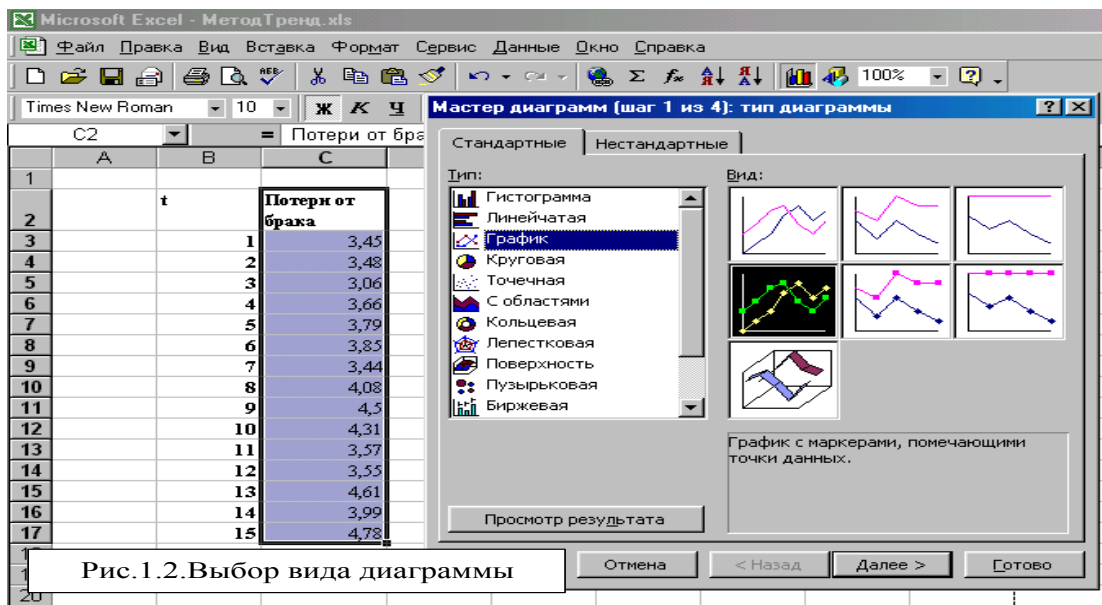 Microsoft Excel - МетодТренд.xls
Файл Правка Вид Вставка Формат Сервис Данные Окно Справка
100%
Times New Roman 10 Ж К Ч
Мастер диаграмм (шаг 1 из 4): тип диаграммы
C2 = Потери от бра
Стандартные Нестандартные
A B C
Тип:
Вид:
1
2 t Потери от
брака
3 1 3,45
4 2 3,48
5 3 3,06
6 4 3,66
7 5 3,79
8 6 3,85
9 7 3,44
10 8 4,08
11 9 4,5
12 10 4,31
13 11 3,57
14 12 3,55
15 13 4,61
16 14 3,99
17 15 4,78
Гистограмма
Линейчатая
График
Круговая
Точечная
С областями
Кольцевая
Лепестковая
Поверхность
Пузырьковая
Биржевая
График с маркерами, помечающими
точки данных.
Просмотр результата
Отмена < Назад Далее > Готово
Рис.1.2.Выбор вида диаграммы
20